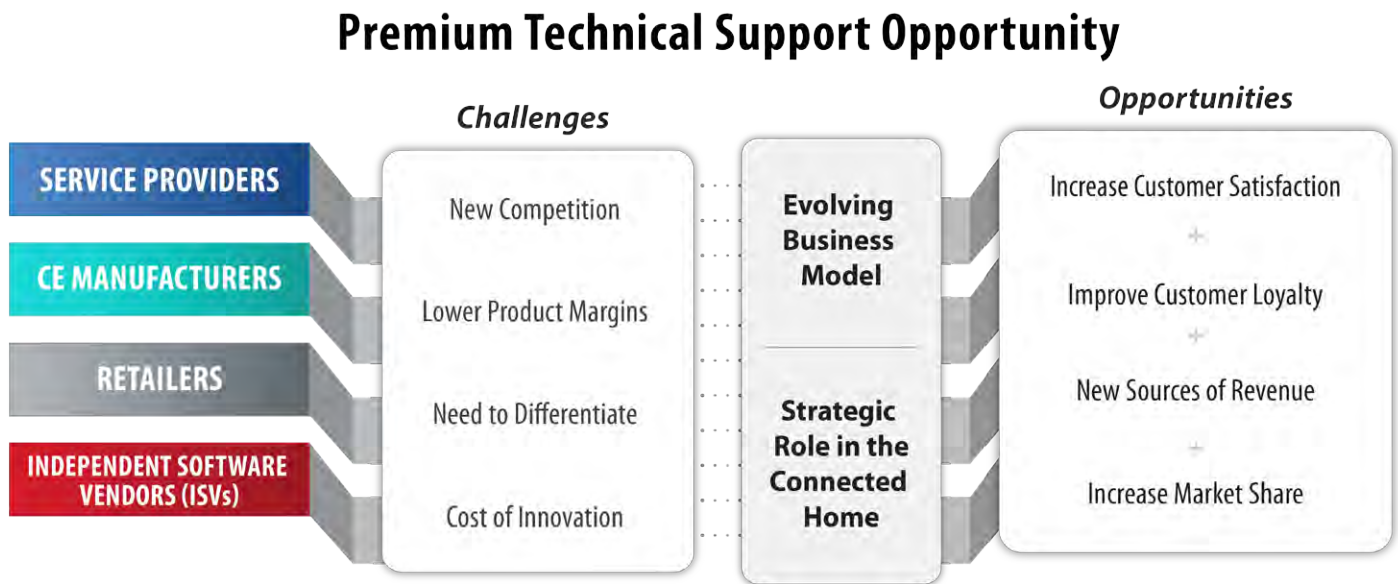 Premium Technical Support Opportunity
Challenges
Opportunities
SERVICE PROVIDERS
CE MANUFACTURERS
RETAILERS
INDEPENDENT SOFTWARE
VENDORS (ISVs)
New Competition
Lower Product Margins
Need to Differentiate
Cost of Innovation
Evolving
Business
Model
Strategic
Role in the
Connected
Home
Increase Customer Satisfaction
+
Improve Customer Loyalty
+
New Sources of Revenue
+
Increase Market Share